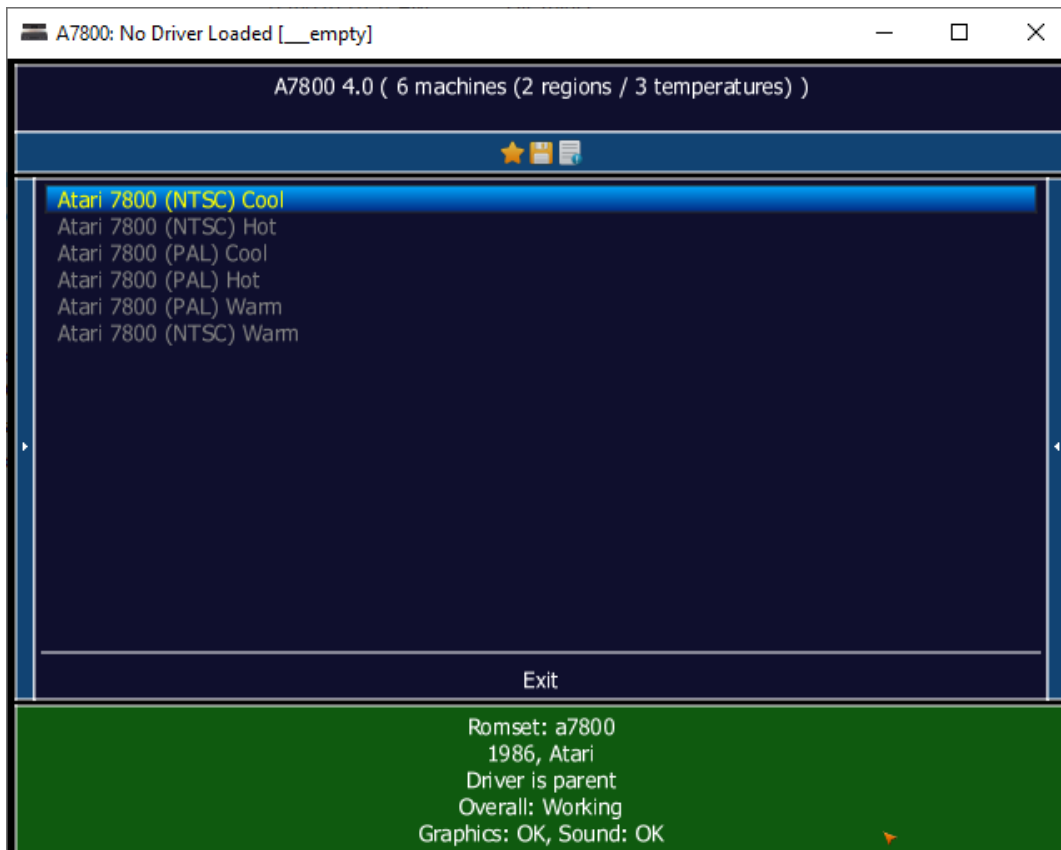 A7800: No Driver Loaded [__empty]
A7800 4.0 ( 6 machines (2 regions / 3 temperatures) )
Atari 7800 (NTSC) Cool
Atari 7800 (NTSC) Hot
Atari 7800 (PAL) Cool
Atari 7800 (PAL) Hot
Atari 7800 (PAL) Warm
Atari 7800 (NTSC) Warm
Exit
Romset: a7800
1986, Atari
Driver is parent
Overall: Working
Graphics: OK, Sound: OK